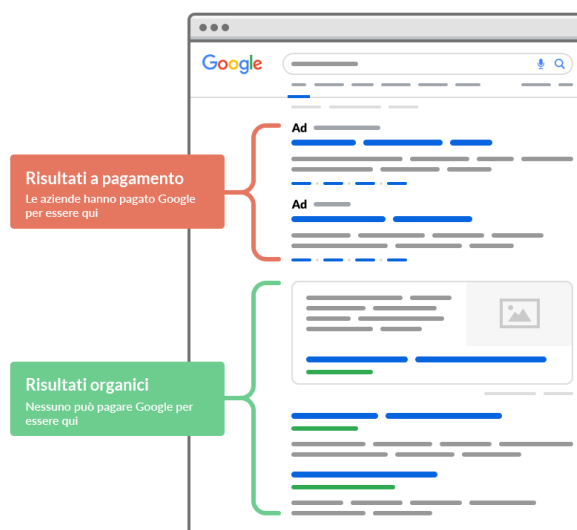 Google
Ad
Risultati a pagamento
Le aziende hanno pagato Google
per essere qui
Ad
Risultati organici
Nessuno può pagare Google per
essere qui